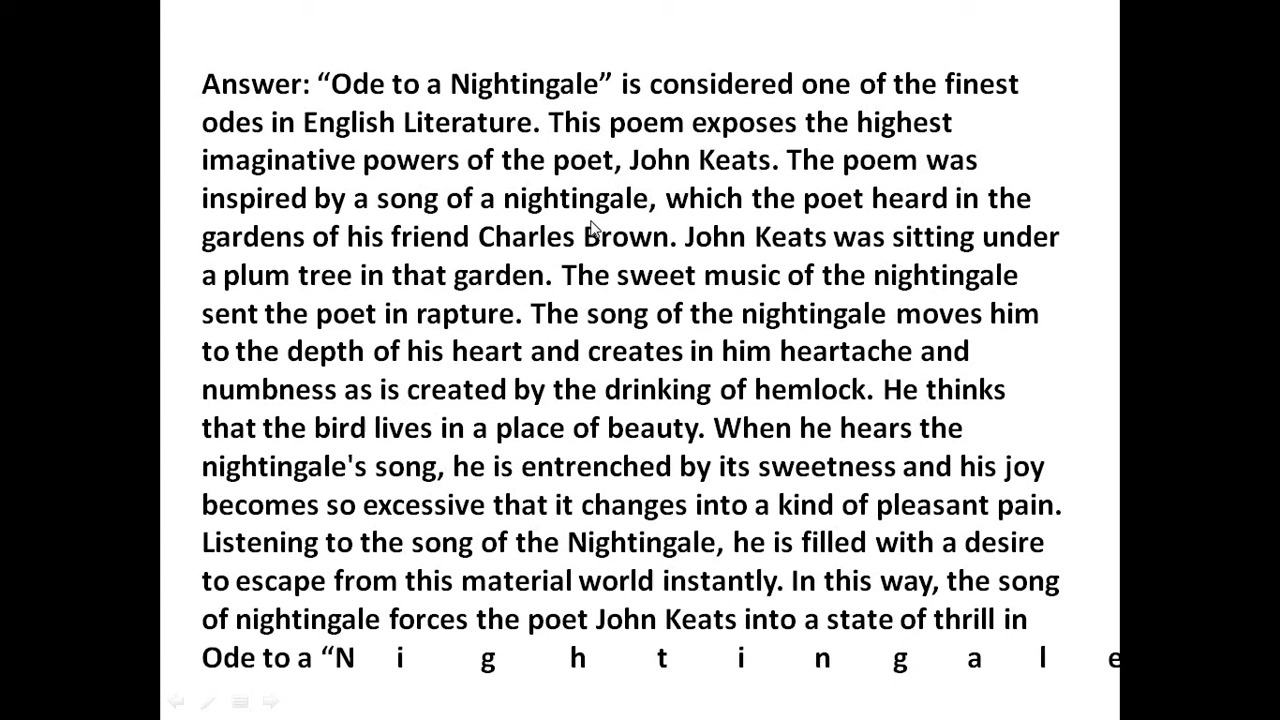 Answer: “Ode to a Nightingale” is considered one of the finest
odes in English Literature. This poem exposes the highest
imaginative powers of the poet, John Keats. The poem was
inspired by a song of a nightingale, which the poet heard in the
gardens of his friend Charles Brown. John Keats was sitting under
a plum tree in that garden. The sweet music of the nightingale
sent the poet in rapture. The song of the nightingale moves him
to the depth of his heart and creates in him heartache and
numbness as is created by the drinking of hemlock. He thinks
that the bird lives in a place of beauty. When he hears the
nightingale's song, he is entrenched by its sweetness and his joy
becomes so excessive that it changes into a kind of pleasant pain.
Listening to the song of the Nightingale, he is filled with a desire
to escape from this material world instantly. In this way, the song
of nightingale forces the poet John Keats into a state of thrill in
Ode to a “N i g h t i n g a l e